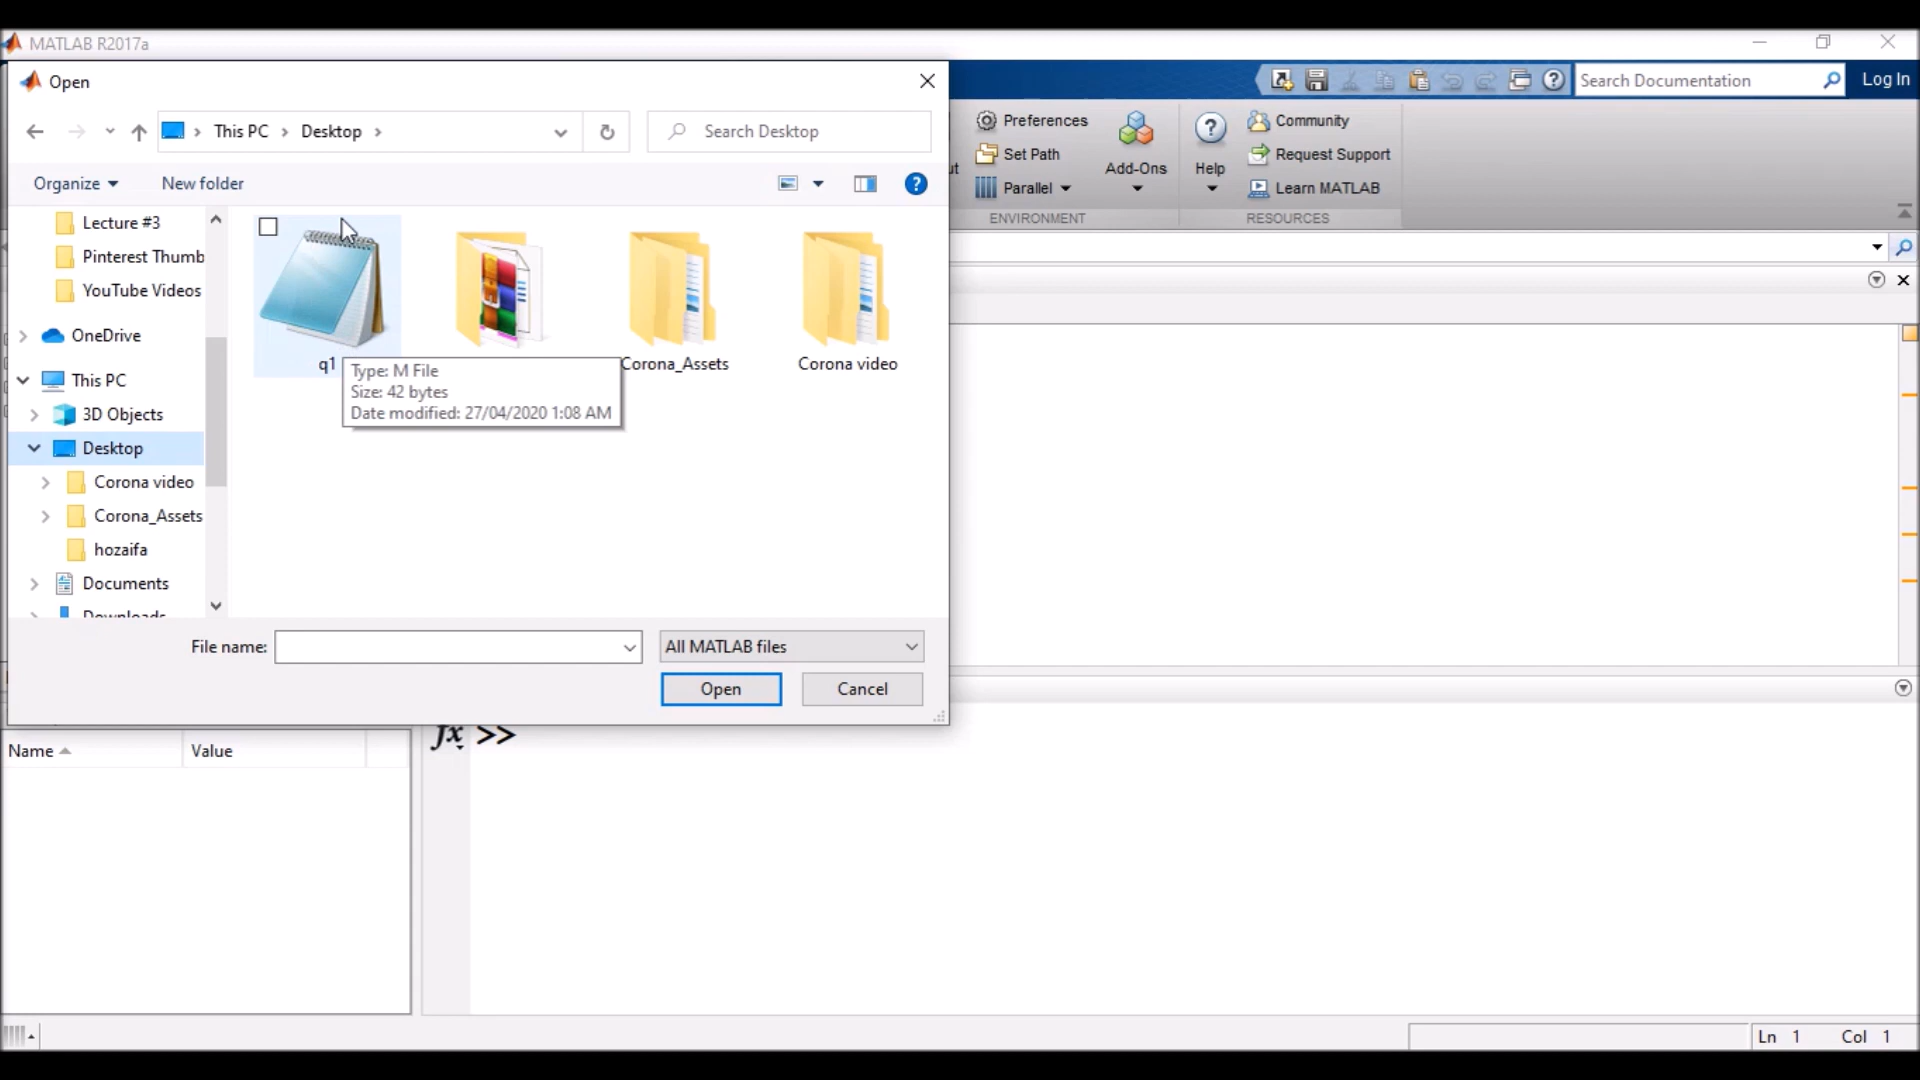 MATLAB R2017a
Open
This PC
Desktop
Search Desktop
Organize
New folder
Search Documentation
Log In
Preferences
Set Path
Parallel
ENVIRONMENT
Add-Ons
Help
Community
Request Support
Learn MATLAB
RESOURCES
Lecture #3
Pinterest Thumb
YouTube Videos
OneDrive
This PC
3D Objects
Desktop
Corona video
Corona_Assets
hozaifa
Documents
Downloads
q1
Corona_Assets
Corona video
Type: M File
Size: 42 bytes
Date modified: 27/04/2020 1:08 AM
File name:
All MATLAB files
Open
Cancel
Name
Value
fx >>
Ln 1 Col 1